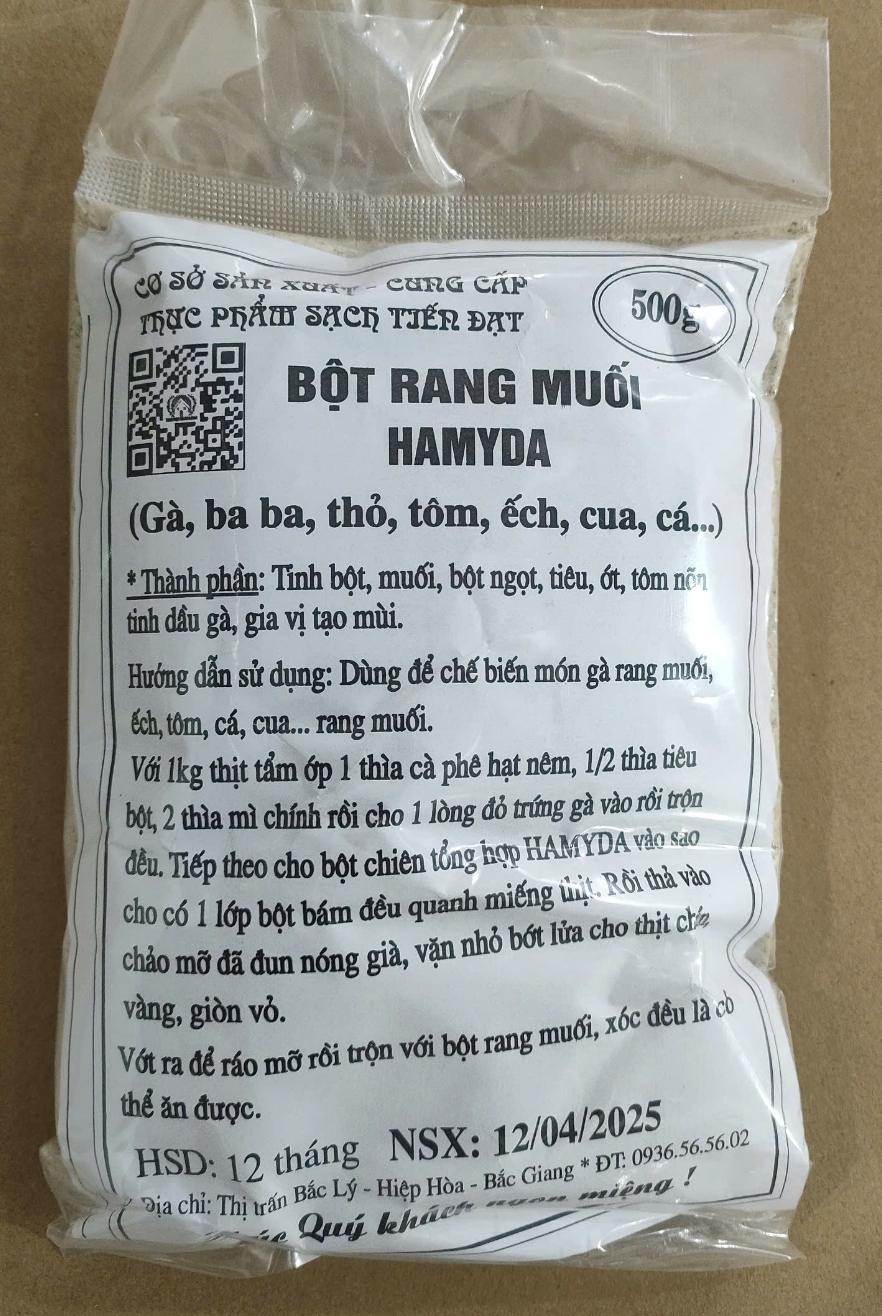 CƠ SỞ SẢN XUẤT - CUNG CẤP
THỰC PHẨM SẠCH TIẾN ĐẠT
500g
BỘT RANG MUỐI
HAMYDA
(Gà, ba ba, thỏ, tôm, ếch, cua, cá...)
* Thành phần: Tinh bột, muối, bột ngọt, tiêu, ớt, tôm nõn
tinh dầu gà, gia vị tạo mùi.
Hướng dẫn sử dụng: Dùng để chế biến món gà rang muối,
ếch, tôm, cá, cua... rang muối.
Với 1kg thịt tẩm ớp 1 thìa cà phê hạt nêm, 1/2 thìa tiêu
bột, 2 thìa mì chính rồi cho 1 lòng đỏ trứng gà vào rồi trộn
đều. Tiếp theo cho bột chiên tổng hợp HAMYDA vào sao
cho có 1 lớp bột bám đều quanh miếng thịt. Rồi thả vào
chảo mỡ đã đun nóng già, vặn nhỏ bớt lửa cho thịt
vàng, giòn vỏ.
Vớt ra để ráo mỡ rồi trộn với bột rang muối, xóc đều là có
thể ăn được.
HSD: 12 tháng NSX: 12/04/2025
Địa chỉ: Thị trấn Bắc Lý - Hiệp Hòa - Bắc Giang * ĐT: 0936.56.56.02
Quý khách ngon miệng !